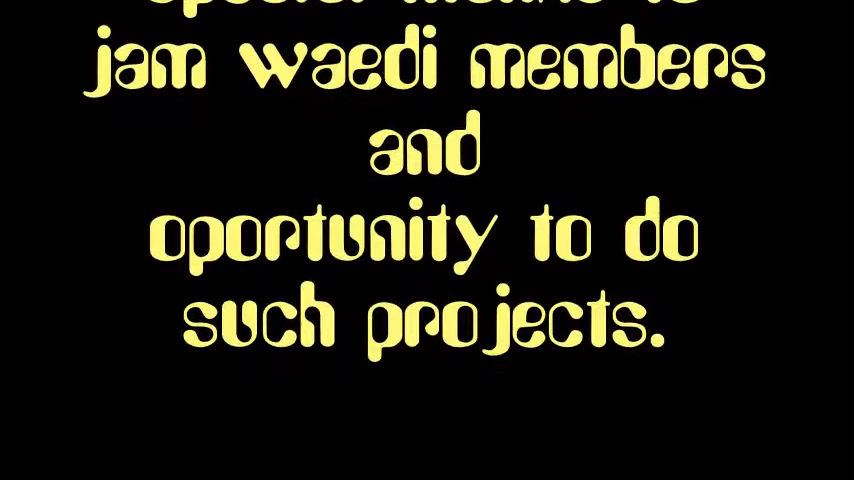 jam waedi members
and
oportunity to do
such projects.